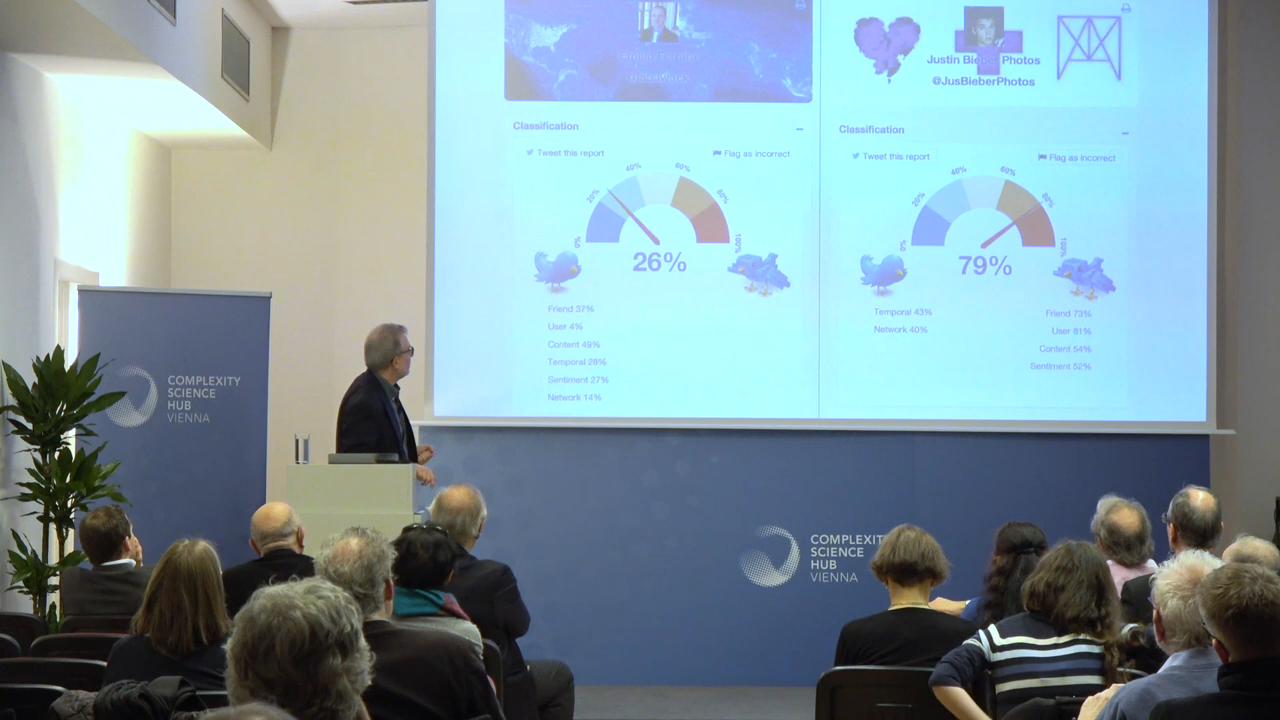 Justin Bieber Photos
@JusBieberPhotos
Classification
Tweet this report
Flag as incorrect
0%
20%
40%
60%
80%
100%
26%
Friend 37%
User 4%
Content 49%
Temporal 28%
Sentiment 27%
Network 14%
Classification
Tweet this report
Flag as incorrect
0%
20%
40%
60%
80%
100%
79%
Temporal 43%
Network 40%
Friend 73%
User 81%
Content 54%
Sentiment 52%
COMPLEXITY
SCIENCE
HUB
VIENNA
COMPLEXITY
SCIENCE
HUB
VIENNA